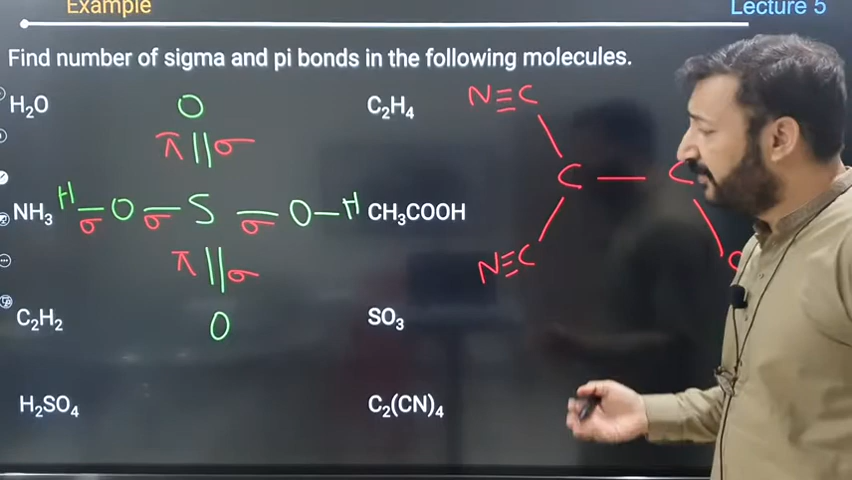 Example
Lecture 5
Find number of sigma and pi bonds in the following molecules.
H₂O
NH₃
C₂H₂
H₂SO₄
O
π || σ
H – O – S – O – H
σ σ σ
π || σ
O
C₂H₄
CH₃COOH
SO₃
C₂(CN)₄
N≡C
C – C
N≡C